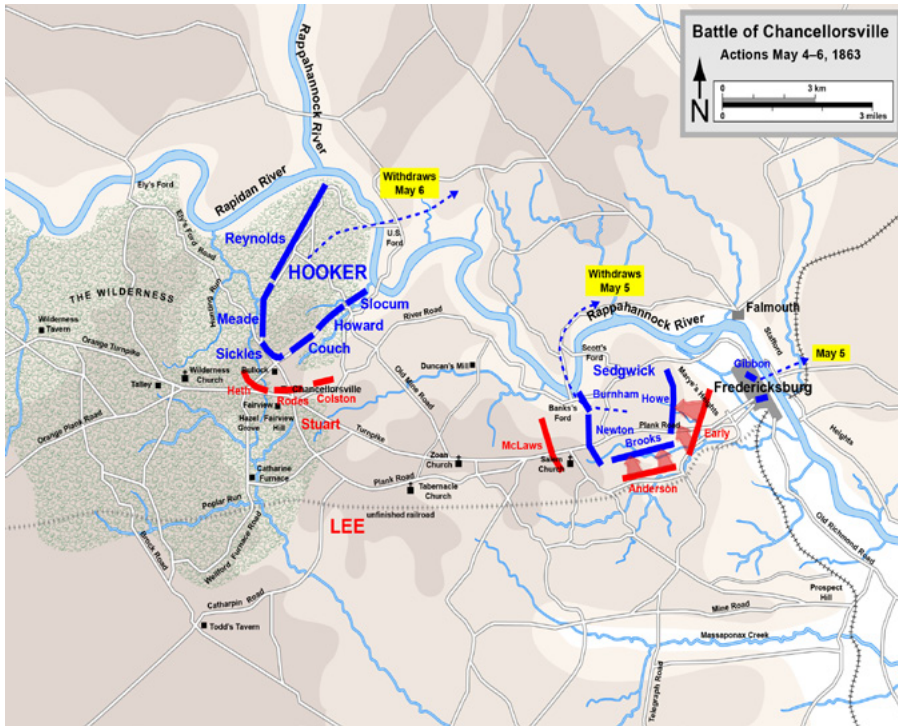 Battle of Chancellorsville
Actions May 4–6, 1863
N
0
3 km
0
3 miles
Rappahannock River
Ely's Ford
Rapidan River
Withdraws
May 6
Ely's Ford Road
Reynolds
U.S.
Ford
HOOKER
Hunting Run
Slocum
Howard
THE WILDERNESS
Meade
River Road
Couch
Wilderness
Tavern
Sickles
Orange Turnpike
Withdraws
May 5
Rappahannock River
Falmouth
Stafford
Heights
Scott's
Ford
Sedgwick
Gibbon
May 5
Fredericksburg
Bullock
Wilderness
Church
Talley
Heth
Chancellorsville
Rodes
Colston
Duncan's Mill
Old Mine Road
Burnham
Howe
Marye's Heights
Banks's
Ford
Fairview
Hazel
Grove
Fairview
Hill
Stuart
Orange Plank Road
Turnpike
McLaws
Newton
Plank Road
Brooks
Early
Zoan
Church
Salem
Church
Catharine
Furnace
Plank Road
Tabernacle
Church
Anderson
Poplar Run
unfinished railroad
LEE
Brock Road
Wellford Furnace Road
Old Richmond Road
Catharpin Road
Todd's Tavern
Prospect
Hill
Mine Road
Massaponax Creek
Telegraph Road